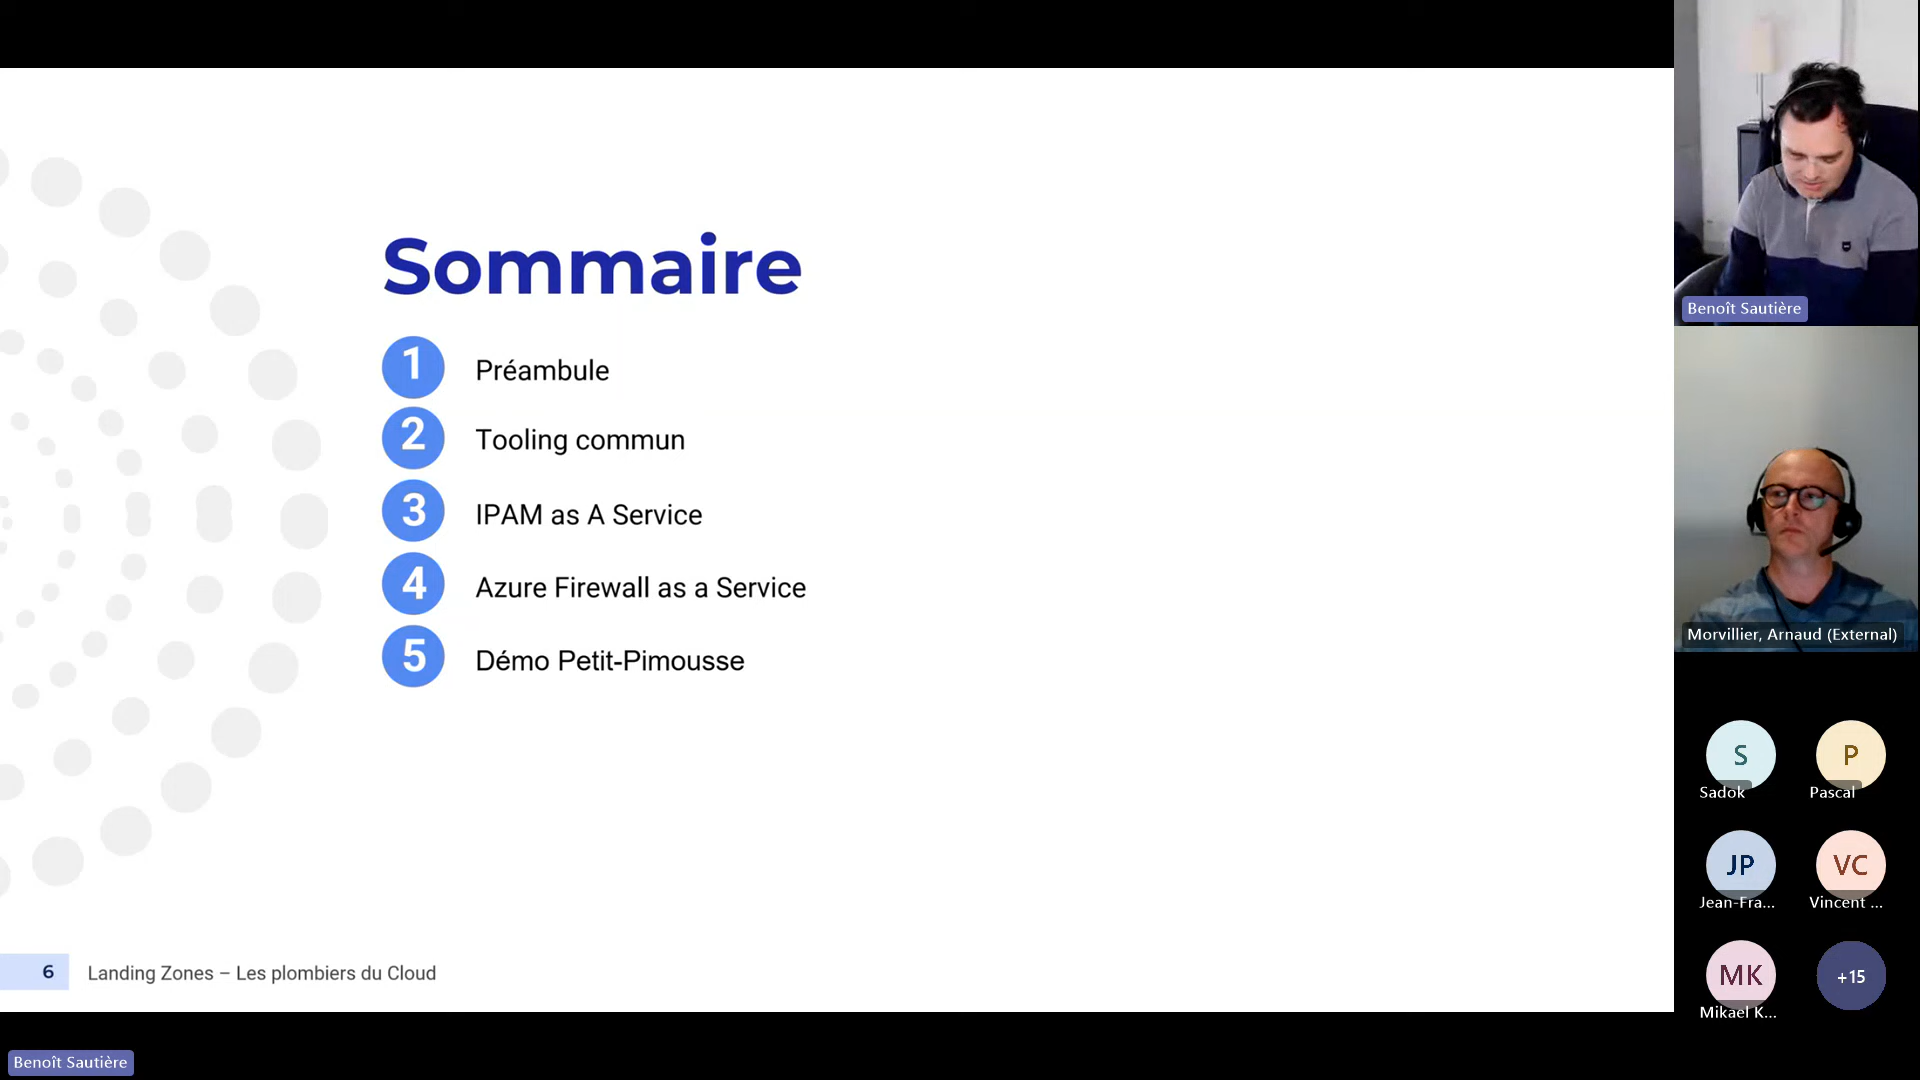 Sommaire
1 Préambule
2 Tooling commun
3 IPAM as A Service
4 Azure Firewall as a Service
5 Démo Petit-Pimousse
6 Landing Zones – Les plombiers du Cloud
Benoît Sautière
Benoît Sautière
Morvillier, Arnaud (External)
S P
Sadok Pascal
JP VC
Jean-Fra... Vincent ...
MK +15
Mikael K...